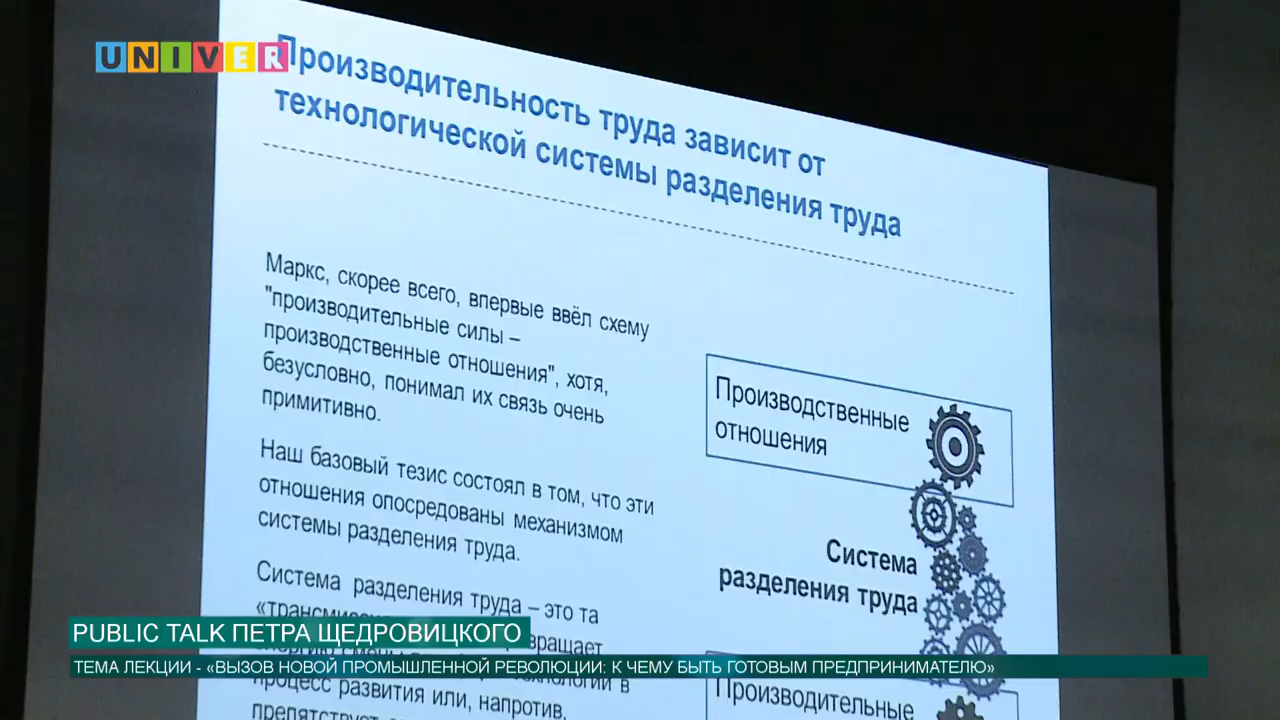 UNIVER
Производительность труда зависит от
технологической системы разделения труда
Маркс, скорее всего, впервые ввёл схему
"производительные силы –
производственные отношения", хотя,
безусловно, понимал их связь очень
примитивно.
Наш базовый тезис состоял в том, что эти
отношения опосредованы механизмом
системы разделения труда.
Система разделения труда – это та
процесс развития или, напротив,
Производственные
отношения
Система
разделения труда
Производительные
PUBLIC TALK ПЕТРА ЩЕДРОВИЦКОГО
ТЕМА ЛЕКЦИИ - «ВЫЗОВ НОВОЙ ПРОМЫШЛЕННОЙ РЕВОЛЮЦИИ: К ЧЕМУ БЫТЬ ГОТОВЫМ ПРЕДПРИНИМАТЕЛЮ»